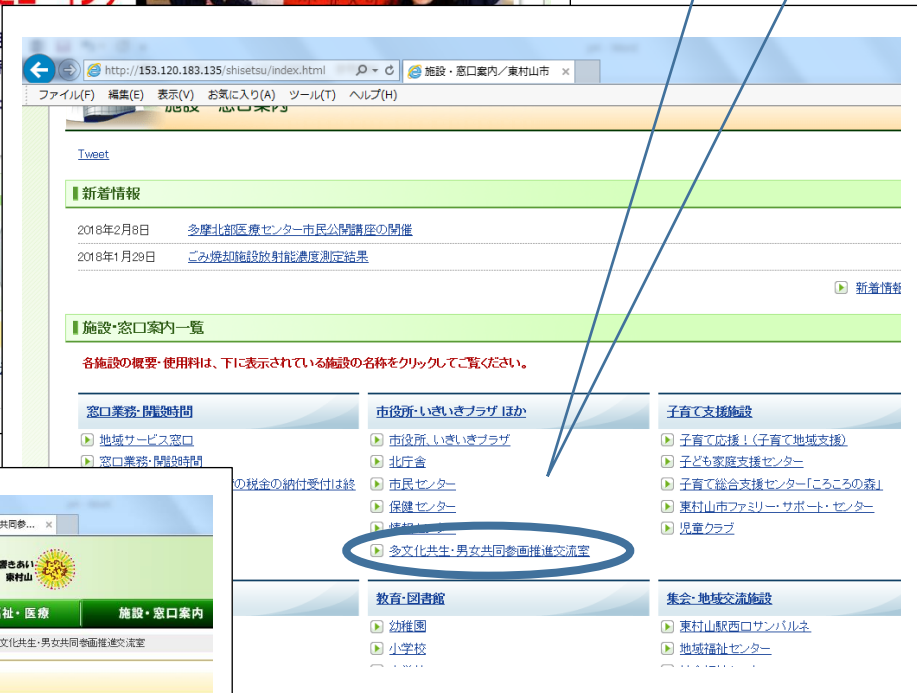 http://153.120.183.135/shisetsu/index.html
施設・窓口案内／東村山市 ×
ファイル(F) 編集(E) 表示(V) お気に入り(A) ツール(T) ヘルプ(H)
施設・窓口案内
Tweet
新着情報
2018年2月8日 多摩北部医療センター市民公開講座の開催
2018年1月29日 ごみ焼却施設放射能濃度測定結果
新着情報
施設・窓口案内一覧
各施設の概要・使用料は、下に表示されている施設の名称をクリックしてご覧ください。
窓口業務・開設時間 市役所・いきいきプラザ ほか 子育て支援施設
地域サービス窓口 市役所、いきいきプラザ 子育て応援！(子育て地域支援)
窓口業務・開設時間 北庁舎 子ども家庭支援センター
の税金の納付受付は終 市民センター 子育て総合支援センター「ころころの森」
保健センター 東村山市ファミリー・サポート・センター
情報センター 児童クラブ
多文化共生・男女共同参画推進交流室
教育・図書館 集会・地域交流施設
幼稚園 東村山駅西口サンパルネ
小学校 地域福祉センター
共同参... ×
響きあい
東村山
祉・医療 施設・窓口案内
文化共生・男女共同参画推進交流室